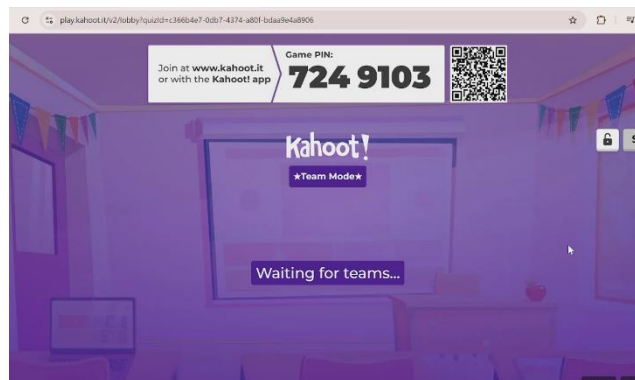 play.kahoot.it/v2/lobby?quizId=c366b4e7-0db7-4374-a80f-bdaa9e4a8906
Join at www.kahoot.it
or with the Kahoot! app
Game PIN:
724 9103
Kahoot!
★Team Mode★
Waiting for teams...